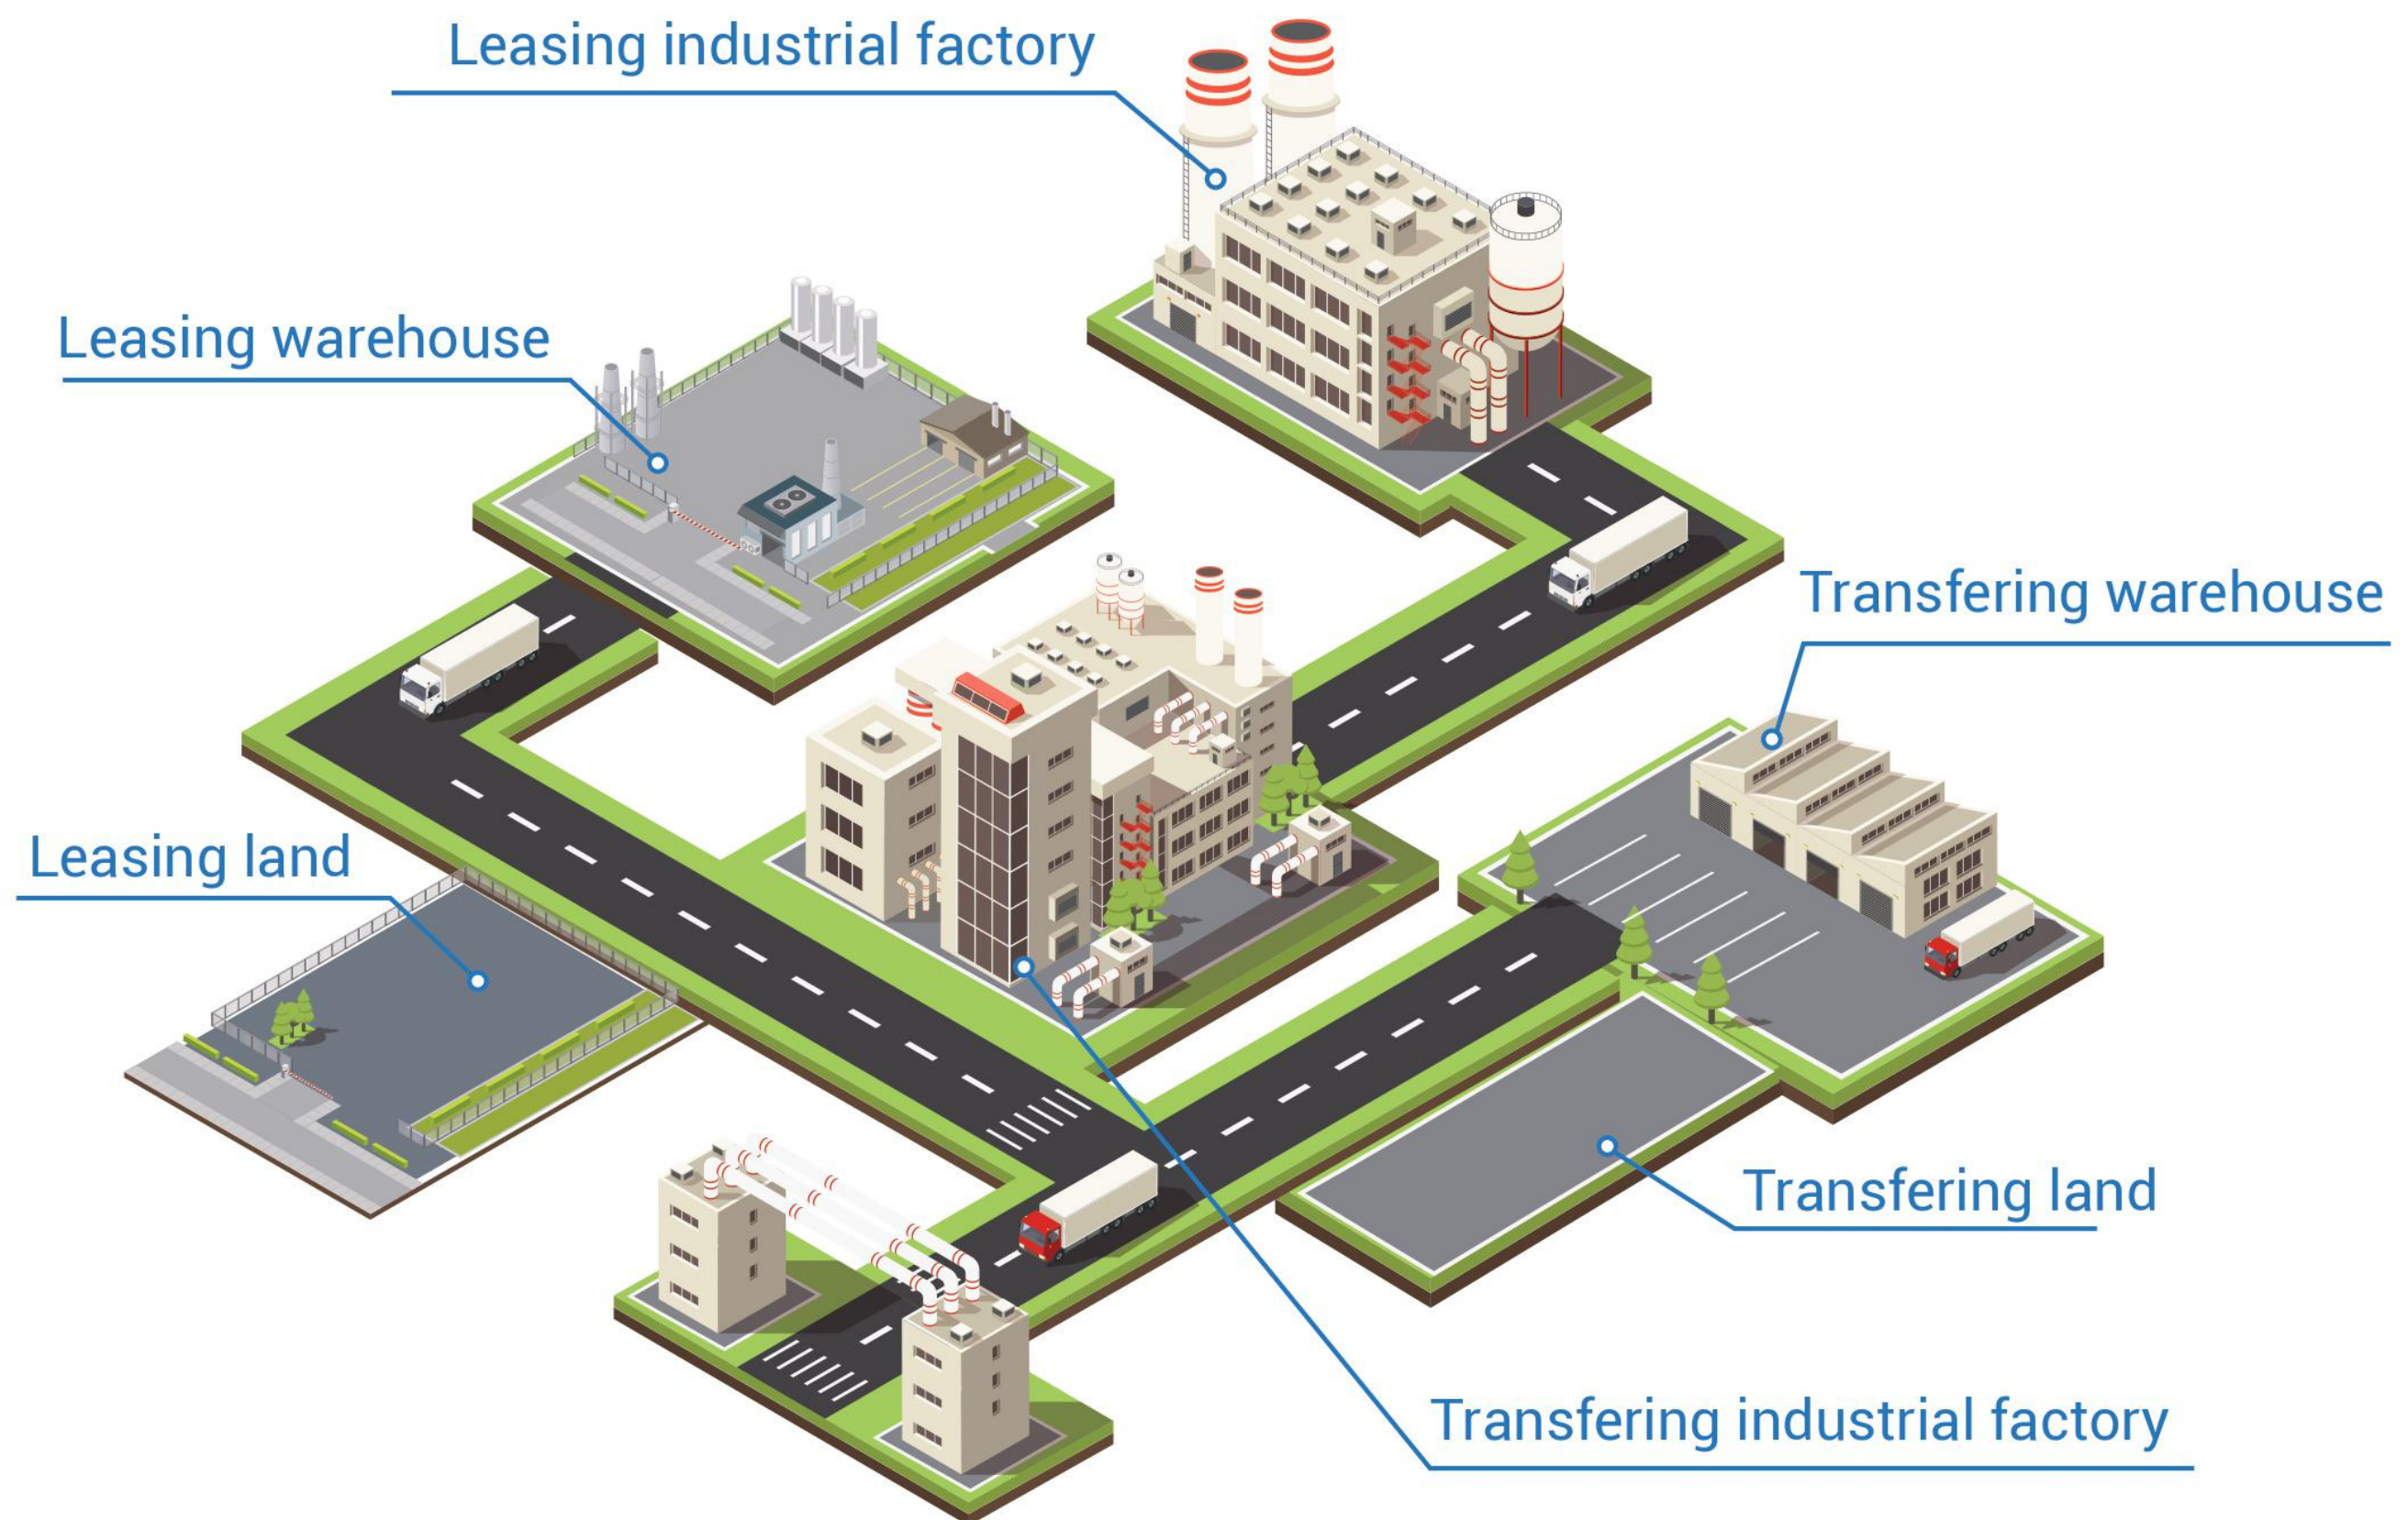 Leasing industrial factory
Leasing warehouse
Transfering warehouse
Leasing land
Transfering land
Transfering industrial factory